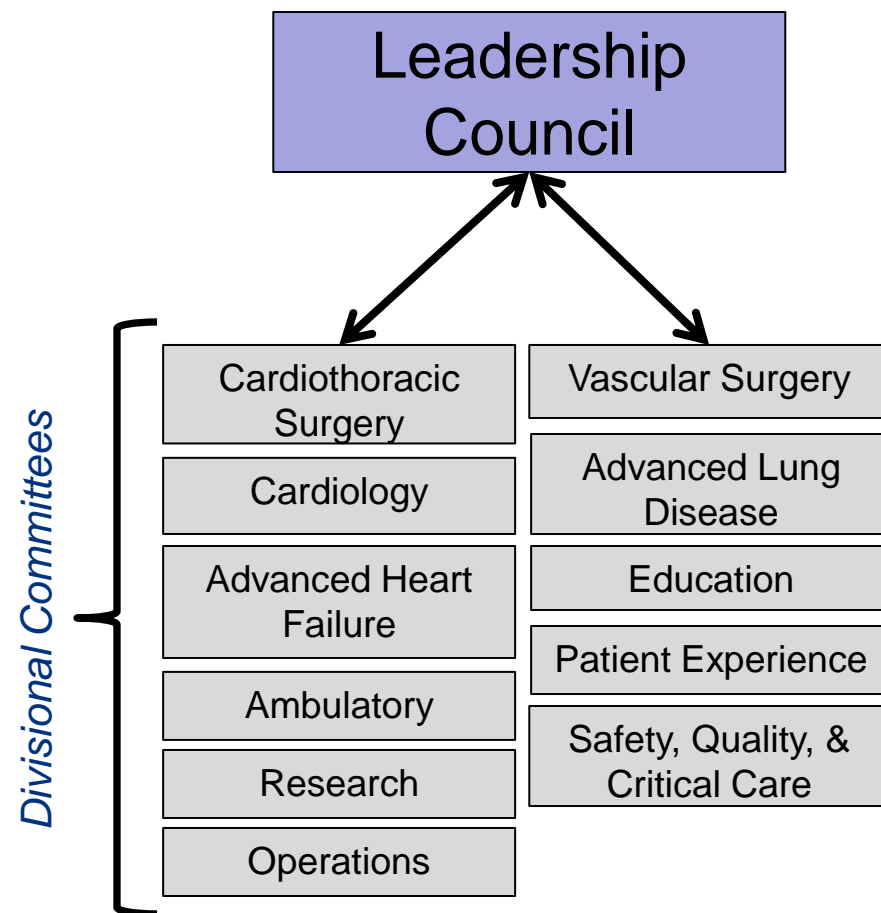 Leadership
Council
Divisional Committees
Cardiothoracic
Surgery
Cardiology
Advanced Heart
Failure
Ambulatory
Research
Operations
Vascular Surgery
Advanced Lung
Disease
Education
Patient Experience
Safety, Quality, &
Critical Care